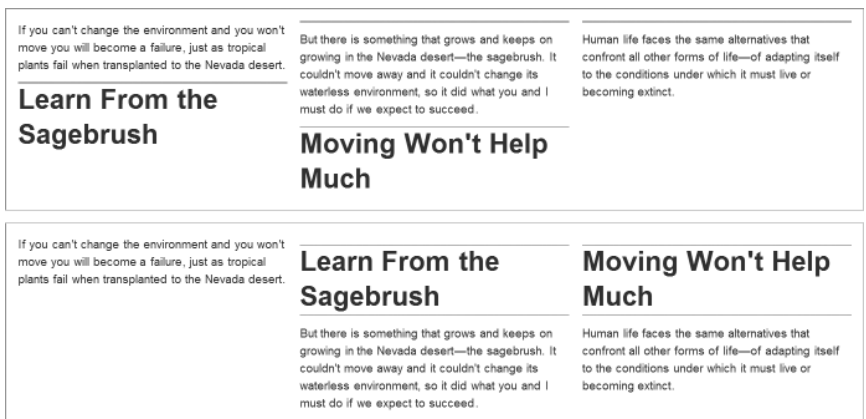 If you can't change the environment and you won't
move you will become a failure, just as tropical
plants fail when transplanted to the Nevada desert.
Learn From the
Sagebrush
But there is something that grows and keeps on
growing in the Nevada desert—the sagebrush. It
couldn't move away and it couldn't change its
waterless environment, so it did what you and I
must do if we expect to succeed.
Moving Won't Help
Much
Human life faces the same alternatives that
confront all other forms of life—of adapting itself
to the conditions under which it must live or
becoming extinct.
If you can't change the environment and you won't
move you will become a failure, just as tropical
plants fail when transplanted to the Nevada desert.
Learn From the
Sagebrush
But there is something that grows and keeps on
growing in the Nevada desert—the sagebrush. It
couldn't move away and it couldn't change its
waterless environment, so it did what you and I
must do if we expect to succeed.
Moving Won't Help
Much
Human life faces the same alternatives that
confront all other forms of life—of adapting itself
to the conditions under which it must live or
becoming extinct.